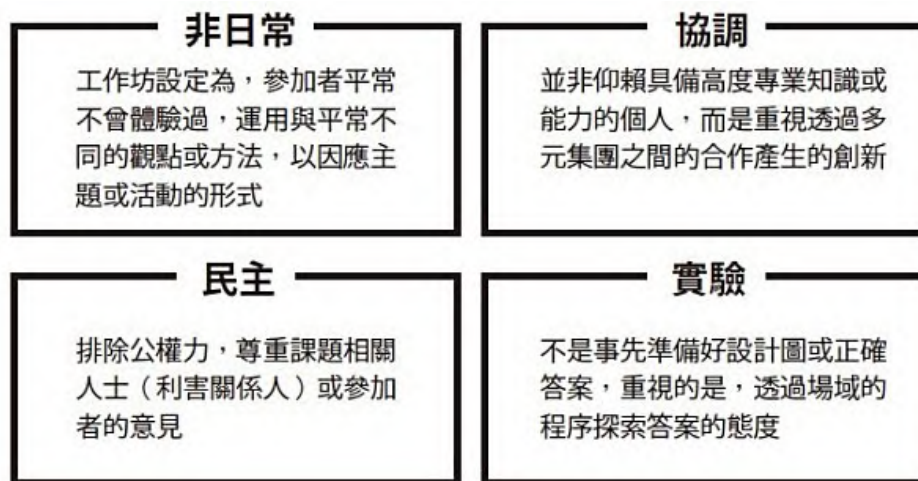 非日常
工作坊設定為，參加者平常
不曾體驗過，運用與平常不
同的觀點或方法，以因應主
題或活動的形式
協調
並非仰賴具備高度專業知識或
能力的個人，而是重視透過多
元集團之間的合作產生的創新
民主
排除公權力，尊重課題相關
人士（利害關係人）或參加
者的意見
實驗
不是事先準備好設計圖或正確
答案，重視的是，透過場域的
程序探索答案的態度